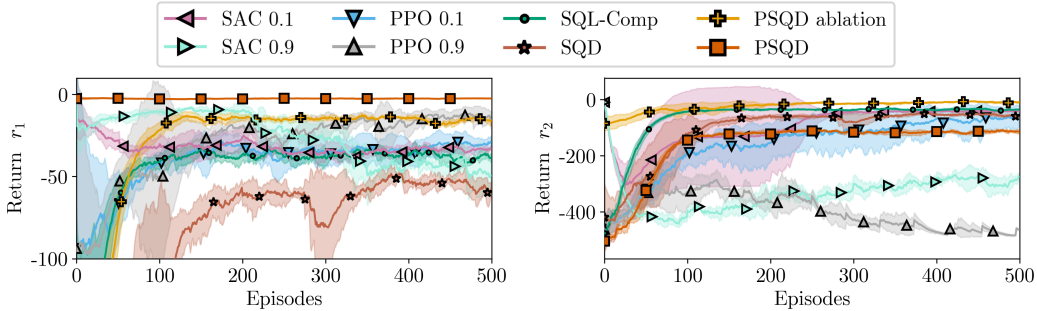 SAC 0.1 PPO 0.1 SQL-Comp PSQD ablation
SAC 0.9 PPO 0.9 SQD PSQD
Return r₁
0
-50
-100
0 100 200 300 400 500
Episodes
Return r₂
0
-200
-400
0 100 200 300 400 500
Episodes